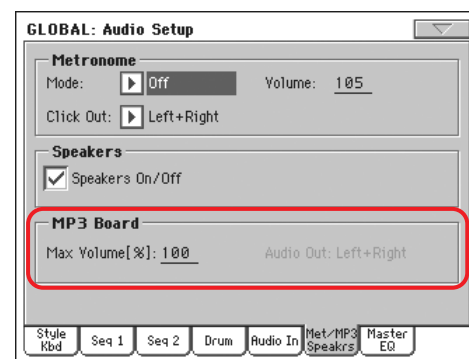 GLOBAL: Audio Setup
Metronome
Mode: Off Volume: 105
Click Out: Left+Right
Speakers
Speakers On/Off
MP3 Board
Max Volume[%]: 100 Audio Out: Left+Right
Style Kbd Seq 1 Seq 2 Drum Audio In Met/MP3 Speakrs Master EQ